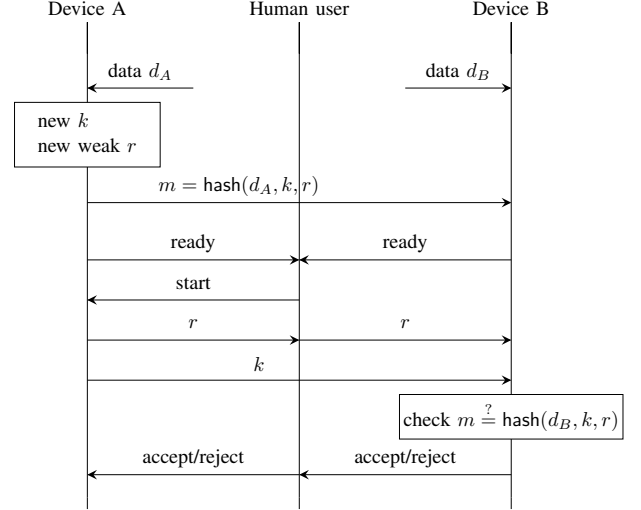 Device A Human user Device B
data d_A data d_B
new k
new weak r
m = hash(d_A, k, r)
ready ready
start
r r
k
check m ?= hash(d_B, k, r)
accept/reject accept/reject